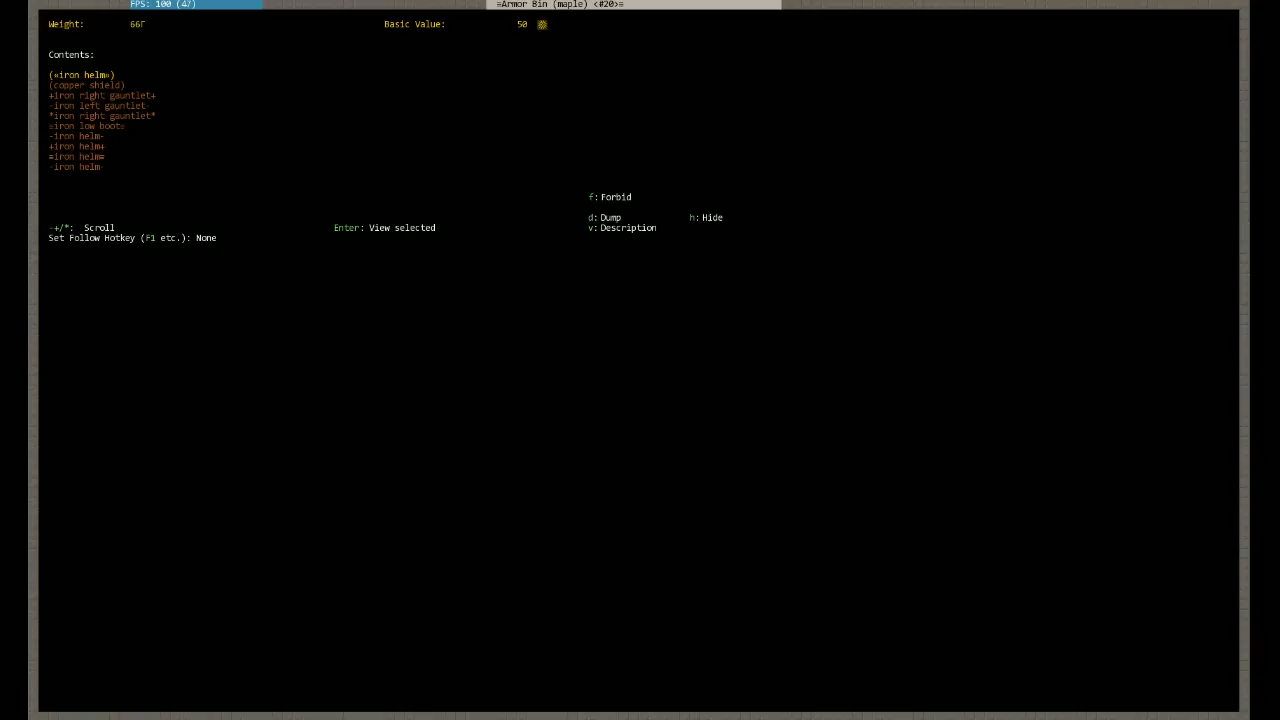 FPS: 100 (47)
≡Armor Bin (maple) <#20>≡
Weight: 66Γ Basic Value: 50 ☼
Contents:
(«iron helm»)
(copper shield)
+iron right gauntlet+
-iron left gauntlet-
*iron right gauntlet*
≡iron low boot≡
-iron helm-
+iron helm+
≡iron helm≡
-iron helm-
f: Forbid
d: Dump h: Hide
-+/*: Scroll Enter: View selected v: Description
Set Follow Hotkey (F1 etc.): None